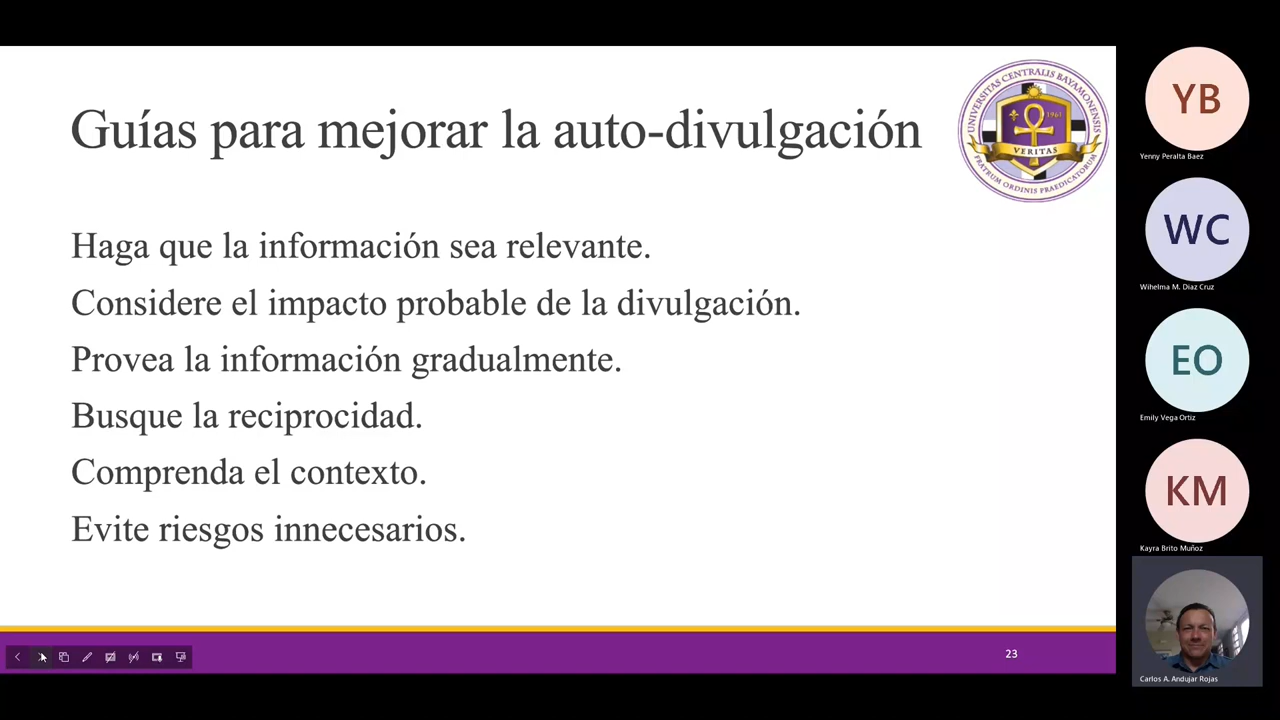 Guías para mejorar la auto-divulgación
UNIVERSITAS CENTRALIS BAYAMONENSIS
1961
VERITAS
FRATRUM ORDINIS PRAEDICATORUM
Haga que la información sea relevante.
Considere el impacto probable de la divulgación.
Provea la información gradualmente.
Busque la reciprocidad.
Comprenda el contexto.
Evite riesgos innecesarios.
23
YB
Yenny Peralta Baez
WC
Wihelma M. Diaz Cruz
EO
Emily Vega Ortiz
KM
Kayra Brito Muñoz
Carlos A. Andujar Rojas